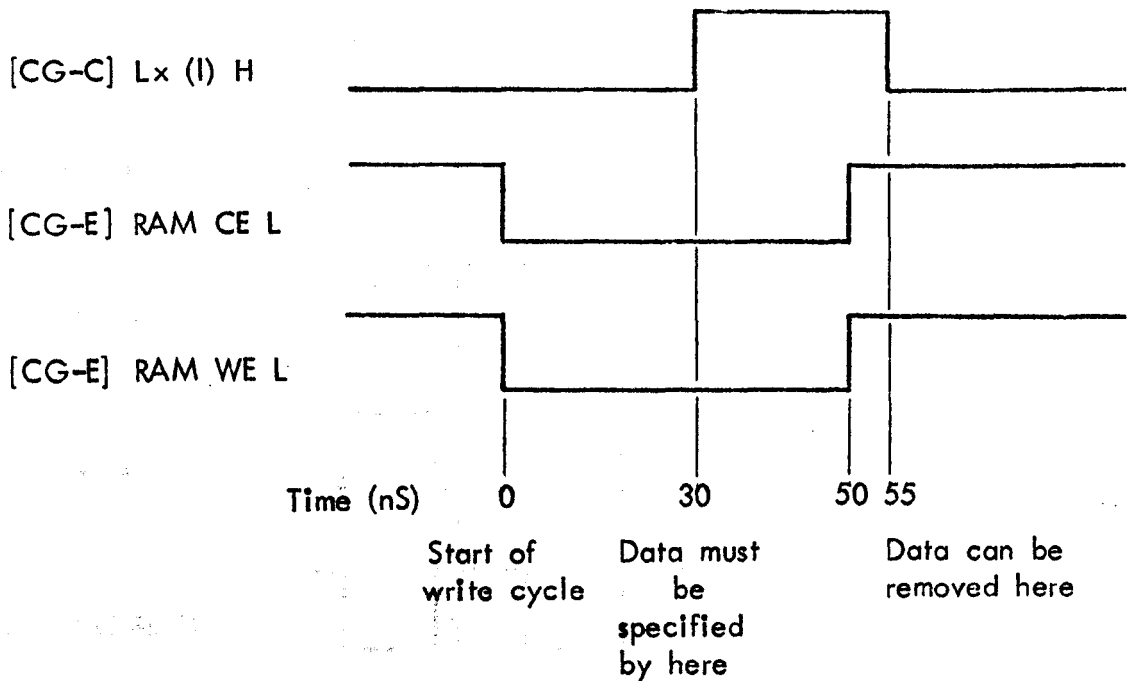 [CG-C] Lx (1) H
[CG-E] RAM CE L
[CG-E] RAM WE L
Time (nS) 0 30 50 55
Start of
write cycle
Data must
be
specified
by here
Data can be
removed here